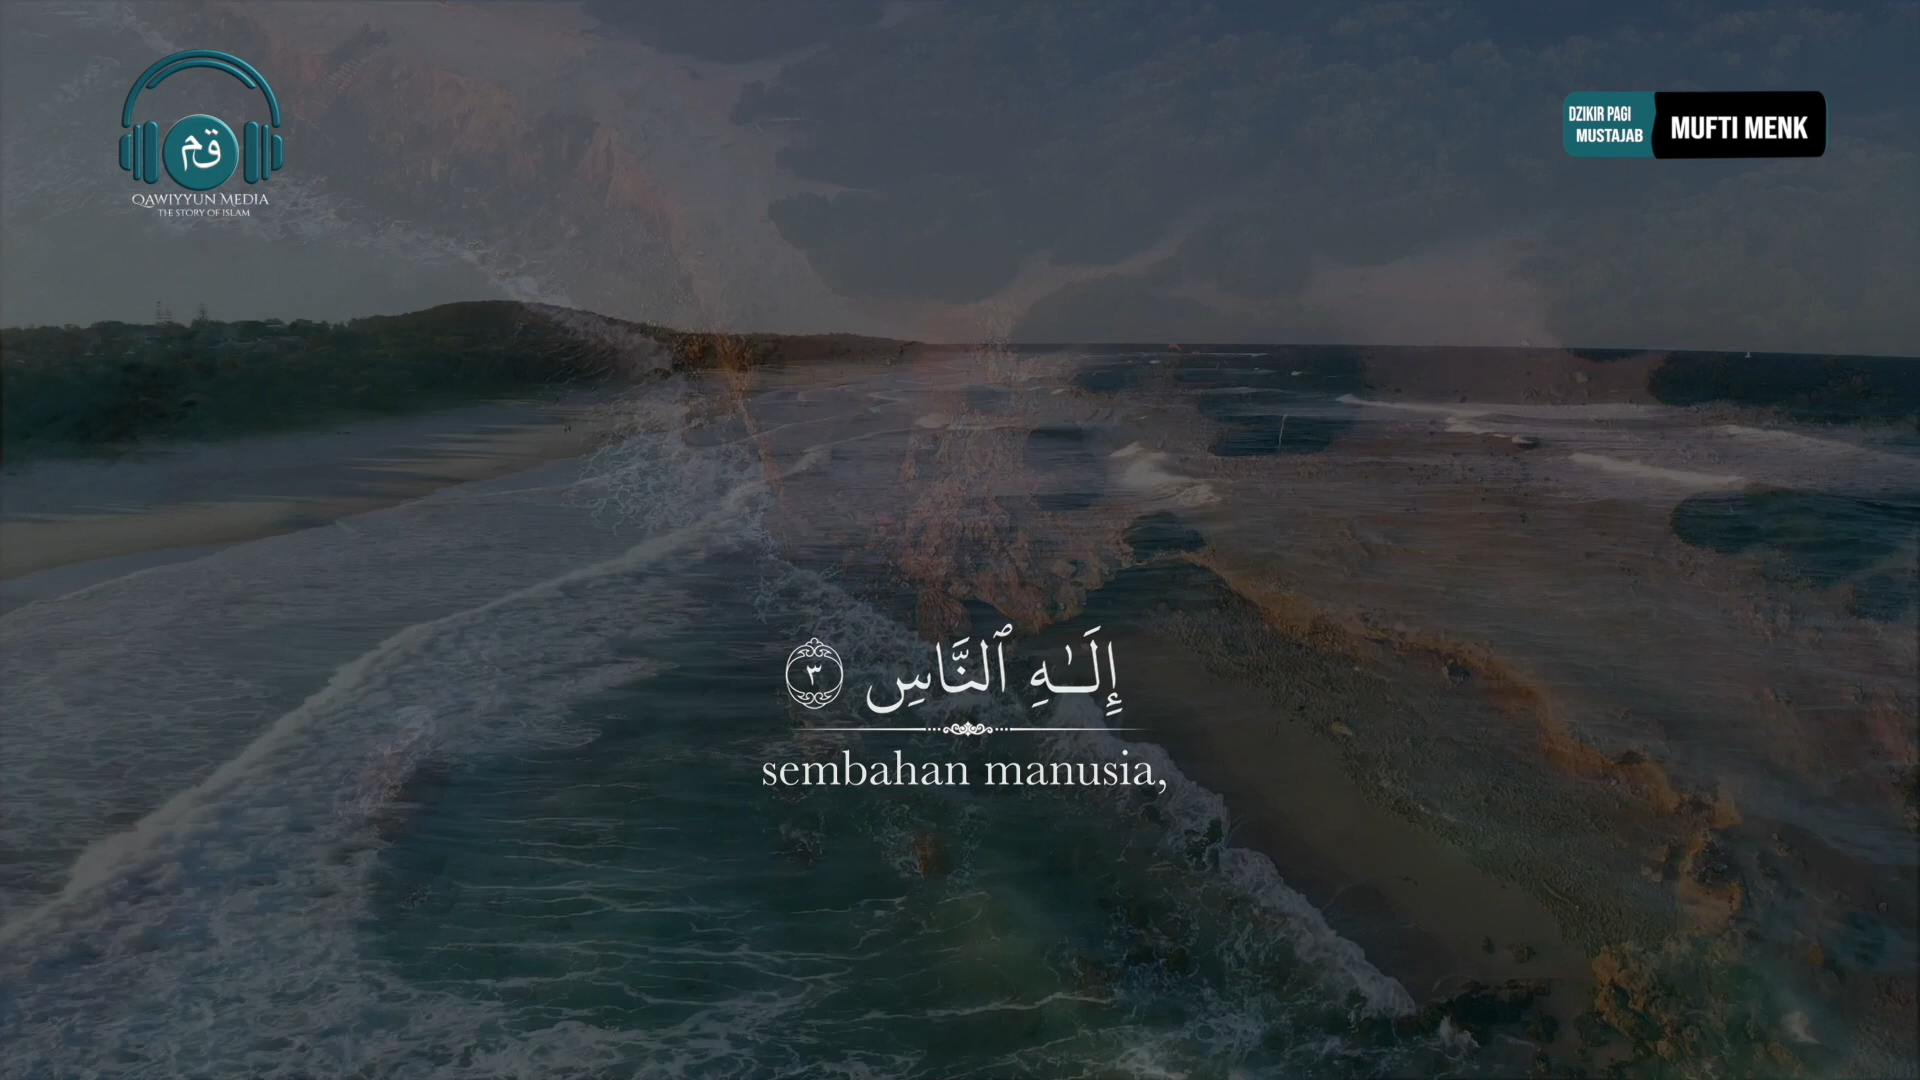 قم
QAWIYYUN MEDIA
THE STORY OF ISLAM
DZIKIR PAGI
MUSTAJAB
MUFTI MENK
إِلَـٰهِ ٱلنَّاسِ ٣
sembahan manusia,